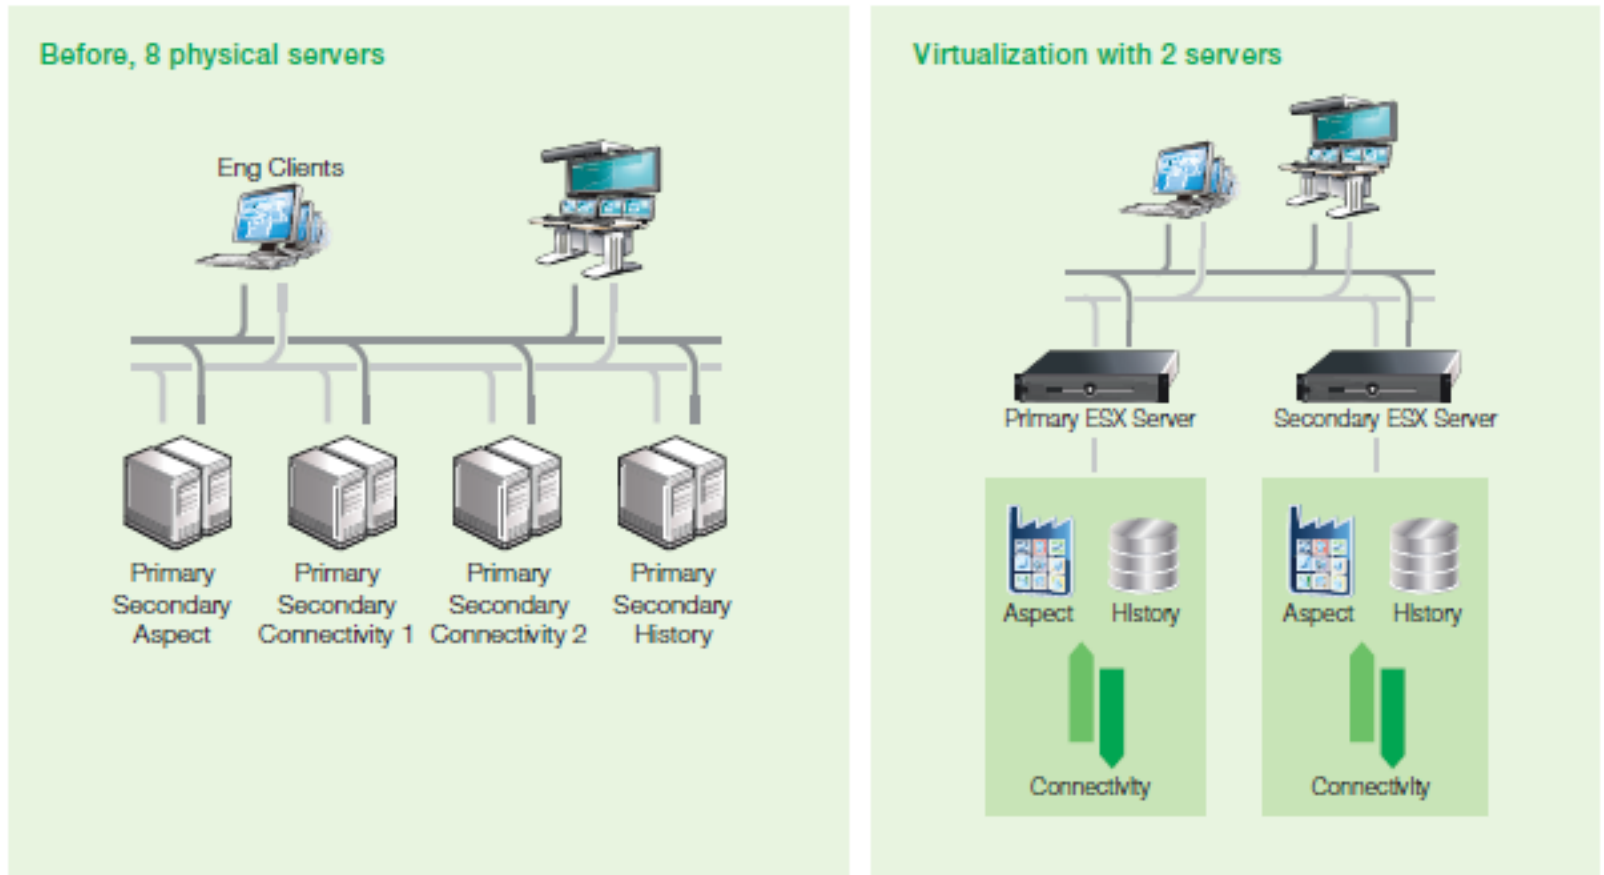 Before, 8 physical servers
Eng Clients
Primary
Secondary
Aspect
Primary
Secondary
Connectivity 1
Primary
Secondary
Connectivity 2
Primary
Secondary
History
Virtualization with 2 servers
Primary ESX Server
Secondary ESX Server
Aspect
History
Connectivity
Aspect
History
Connectivity